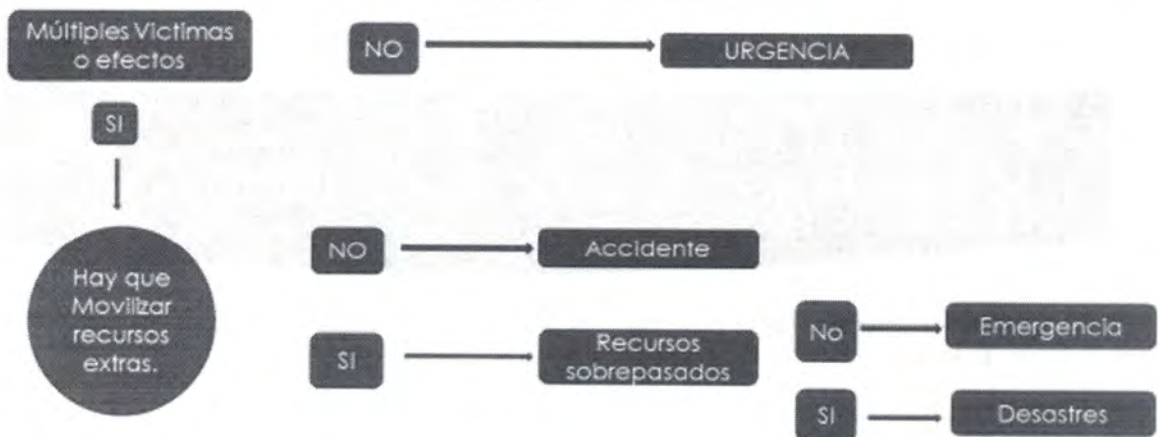 Múltiples Victimas
o efectos
NO
URGENCIA
SI
Hay que
Movilizar
recursos
extras.
NO
Accidente
SI
Recursos
sobrepasados
No
Emergencia
SI
Desastres